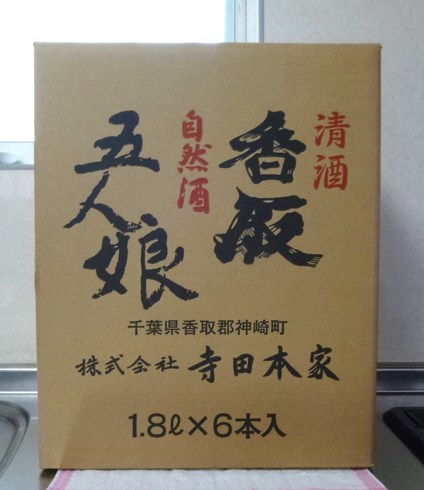 清酒
香取
自然酒
五人娘
千葉県香取郡神崎町
株式会社 寺田本家
1.8ℓ×6本入